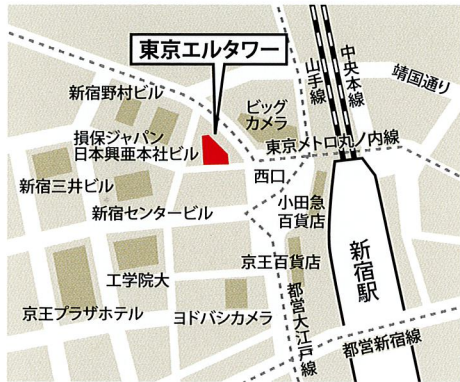 東京エルタワー
新宿野村ビル
ビッグ
カメラ
山手線
中央本線
靖国通り
損保ジャパン
日本興亜本社ビル
東京メトロ丸ノ内線
新宿三井ビル
西口
新宿センタービル
小田急
百貨店
工学院大
京王百貨店
新宿駅
京王プラザホテル
ヨドバシカメラ
都営大江戸線
都営新宿線